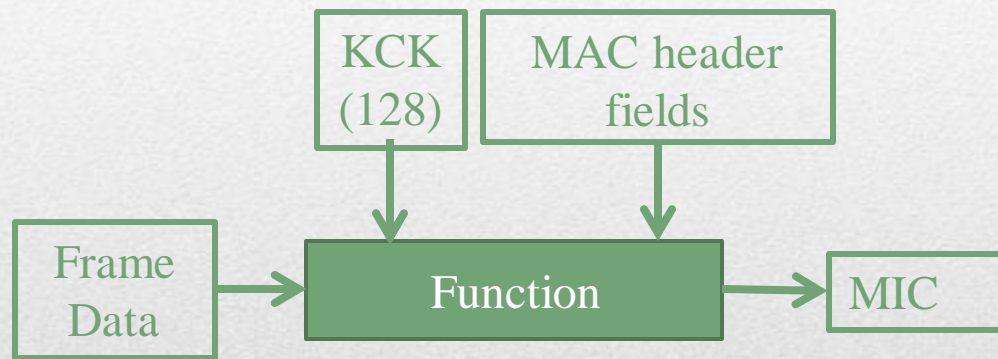 KCK
(128)
MAC header
fields
Frame
Data
Function
MIC